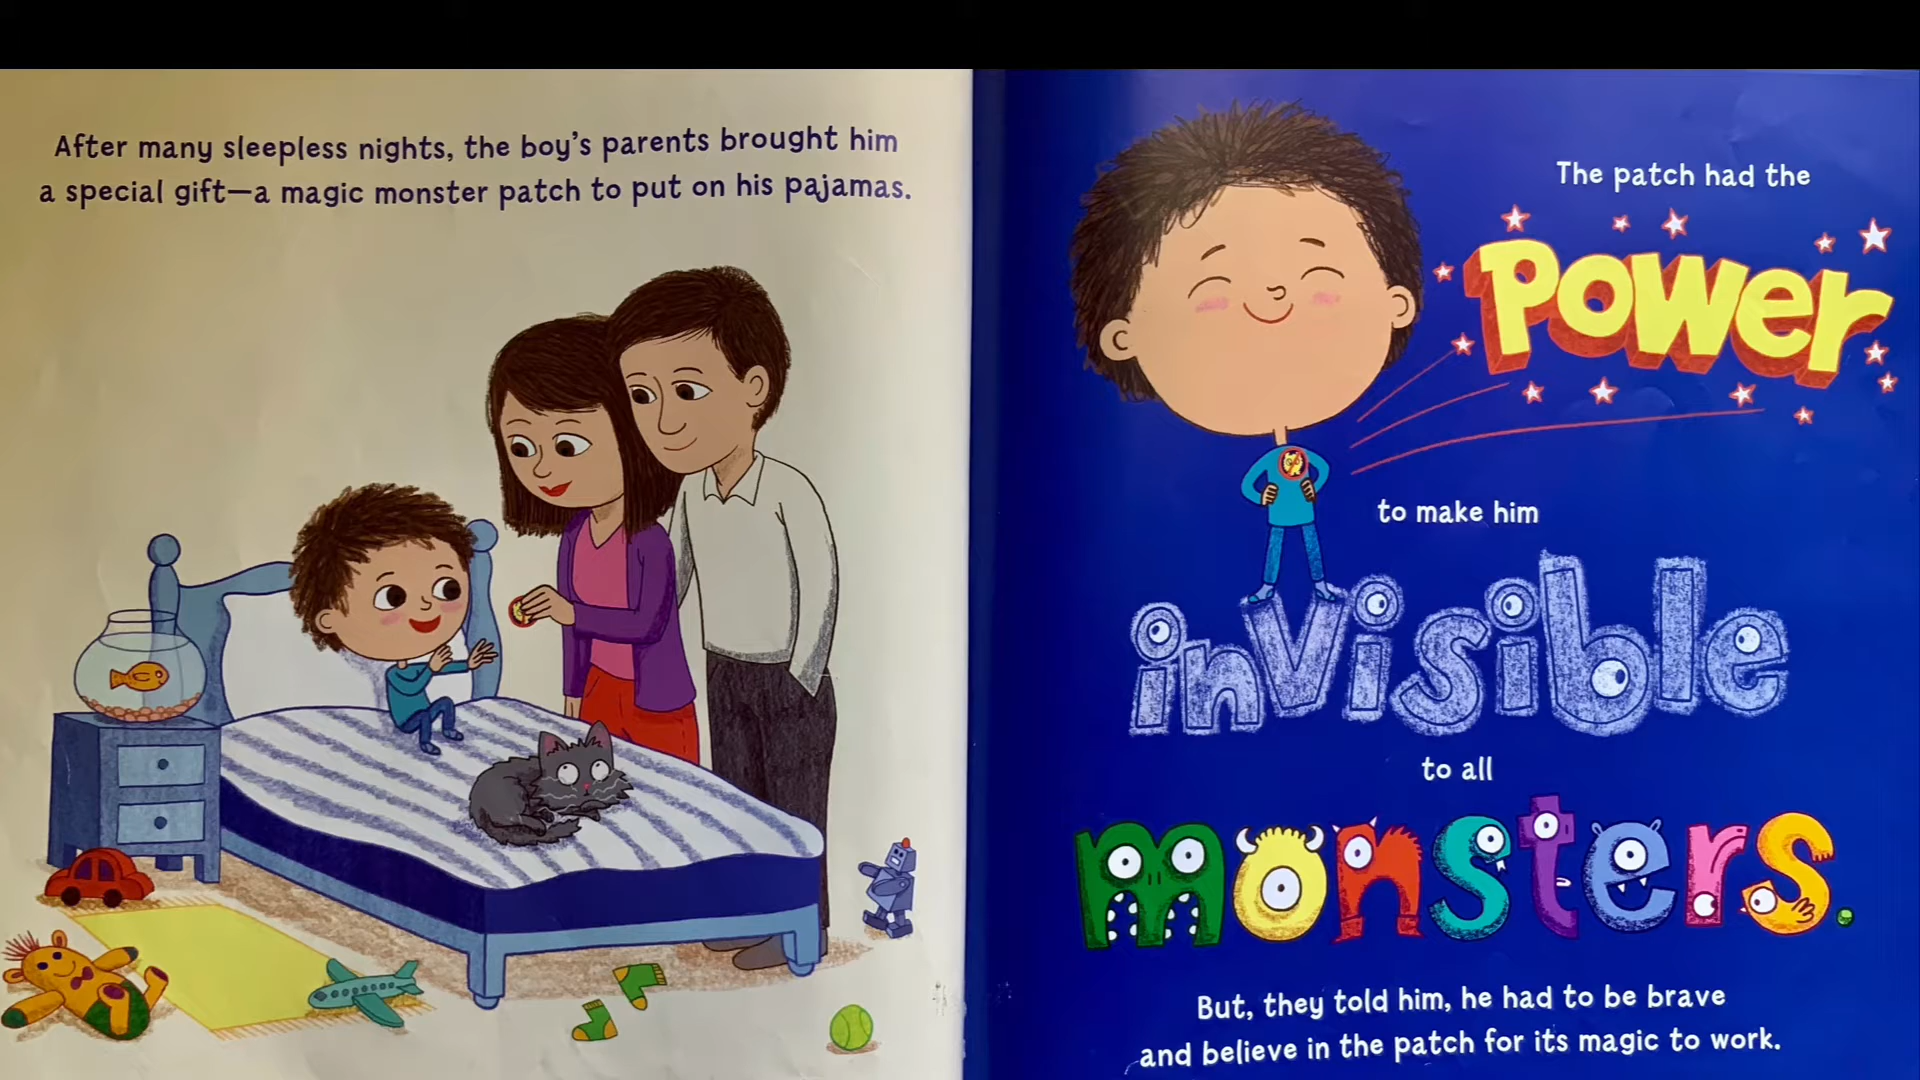 After many sleepless nights, the boy's parents brought him
a special gift—a magic monster patch to put on his pajamas.
The patch had the
Power
to make him
invisible
to all
monsters.
But, they told him, he had to be brave
and believe in the patch for its magic to work.